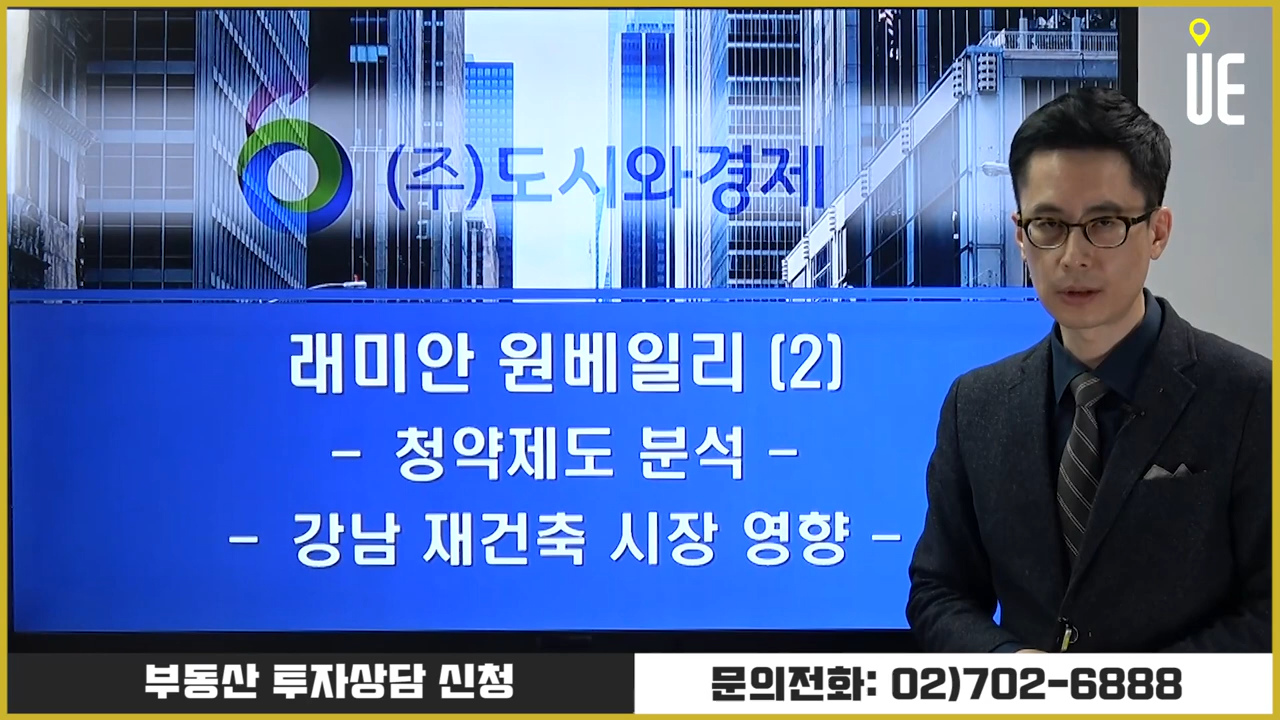 UE
(주)도시와경제
래미안 원베일리 (2)
- 청약제도 분석 -
- 강남 재건축 시장 영향 -
부동산 투자상담 신청
문의전화: 02)702-6888